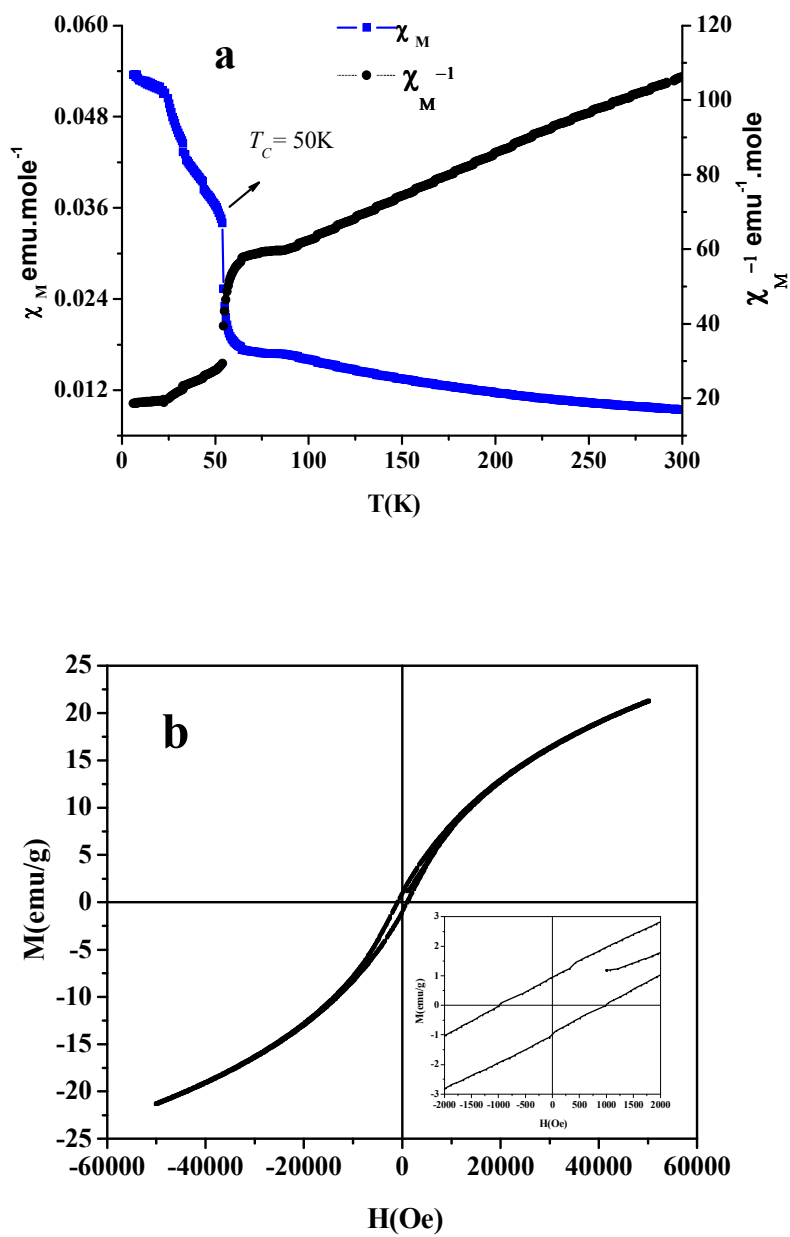 0.060
0.048
0.036
0.024
0.012
χ M emu.mole-1
a
χ M
χ M −1
TC= 50K
120
100
80
60
40
20
χ M −1 emu-1.mole
0 50 100 150 200 250 300
T(K)
25
20
15
10
5
0
-5
-10
-15
-20
-25
M(emu/g)
b
3
2
1
0
-1
-2
-3
M(emu/g)
-2000 -1500 -1000 -500 0 500 1000 1500 2000
H(Oe)
-60000 -40000 -20000 0 20000 40000 60000
H(Oe)